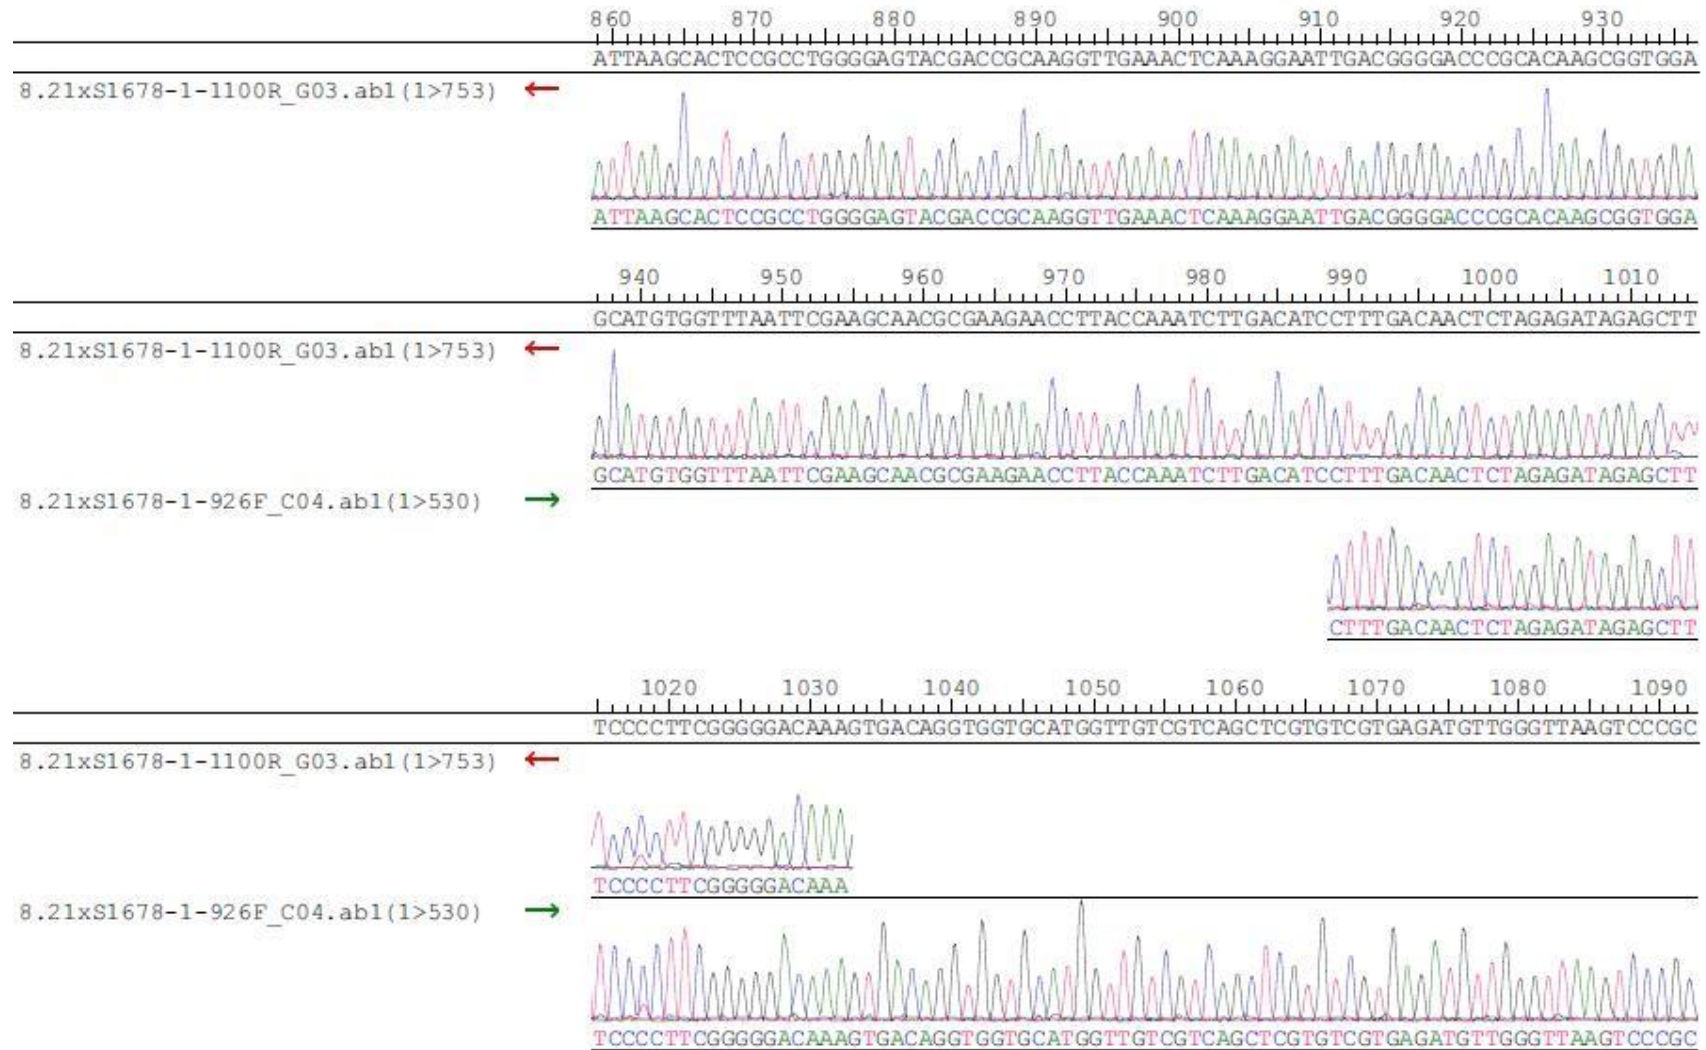 860 870 880 890 900 910 920 930
ATTAAGCACTCCGCCTGGGGAGTACGACCGCAAGGTTGAAACTCAAAGGAATTGACGGGGACCCGCACAAGCGGTGGA
8.21xS1678-1-1100R_G03.ab1(1>753) ←
ATTAAGCACTCCGCCTGGGGAGTACGACCGCAAGGTTGAAACTCAAAGGAATTGACGGGGACCCGCACAAGCGGTGGA
940 950 960 970 980 990 1000 1010
GCATGTGGTTTAATTCGAAGCAACGCGAAGAACCTTACCAAATCTTGACATCCTTTGACAACTCTAGAGATAGAGCTT
8.21xS1678-1-1100R_G03.ab1(1>753) ←
GCATGTGGTTTAATTCGAAGCAACGCGAAGAACCTTACCAAATCTTGACATCCTTTGACAACTCTAGAGATAGAGCTT
8.21xS1678-1-926F_C04.ab1(1>530) →
CTTTGACAACTCTAGAGATAGAGCTT
1020 1030 1040 1050 1060 1070 1080 1090
TCCCCTTCGGGGGACAAAGTGACAGGTGGTGCATGGTTGTCGTCAGCTCGTGTCGTGAGATGTTGGGTTAAGTCCCGC
8.21xS1678-1-1100R_G03.ab1(1>753) ←
TCCCCTTCGGGGGACAAA
8.21xS1678-1-926F_C04.ab1(1>530) →
TCCCCTTCGGGGGACAAAGTGACAGGTGGTGCATGGTTGTCGTCAGCTCGTGTCGTGAGATGTTGGGTTAAGTCCCGC